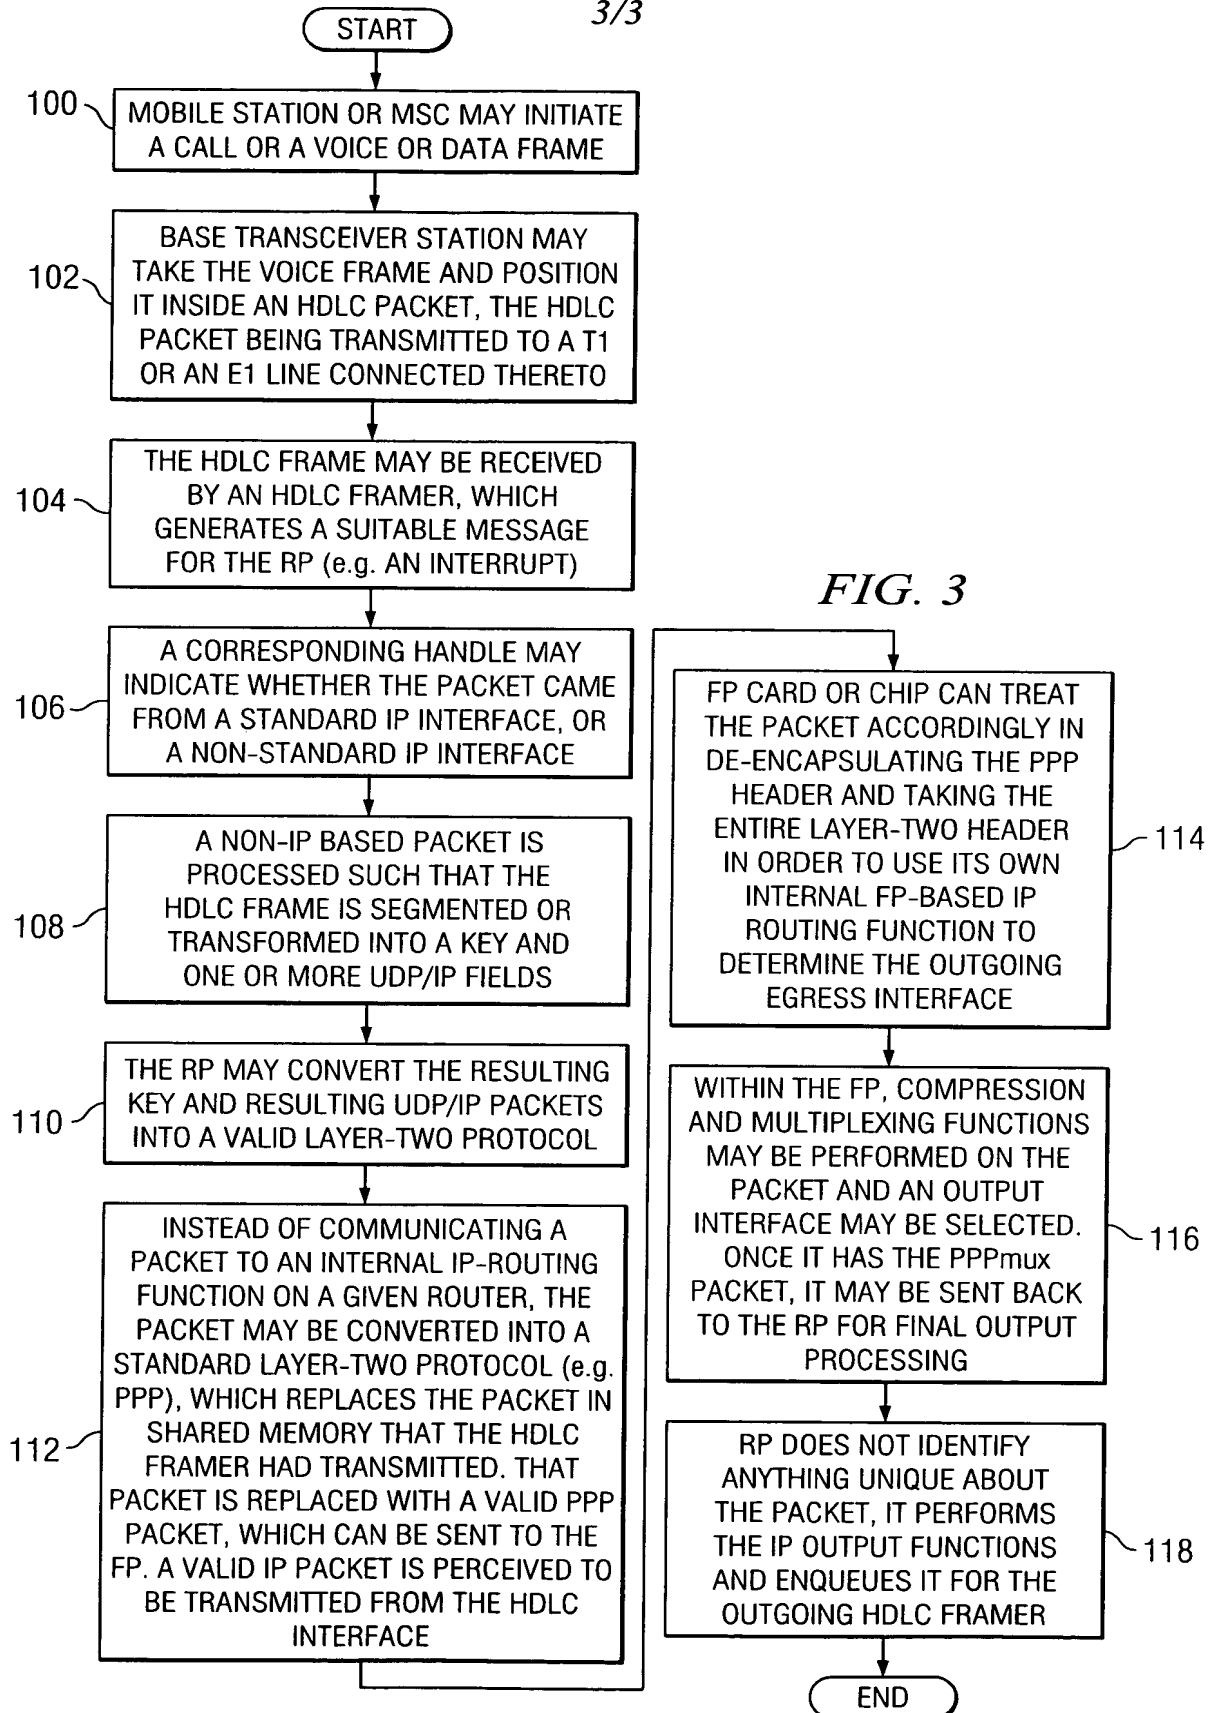 3/3
START
100
MOBILE STATION OR MSC MAY INITIATE
A CALL OR A VOICE OR DATA FRAME
102
BASE TRANSCEIVER STATION MAY
TAKE THE VOICE FRAME AND POSITION
IT INSIDE AN HDLC PACKET, THE HDLC
PACKET BEING TRANSMITTED TO A T1
OR AN E1 LINE CONNECTED THERETO
104
THE HDLC FRAME MAY BE RECEIVED
BY AN HDLC FRAMER, WHICH
GENERATES A SUITABLE MESSAGE
FOR THE RP (e.g. AN INTERRUPT)
106
A CORRESPONDING HANDLE MAY
INDICATE WHETHER THE PACKET CAME
FROM A STANDARD IP INTERFACE, OR
A NON-STANDARD IP INTERFACE
108
A NON-IP BASED PACKET IS
PROCESSED SUCH THAT THE
HDLC FRAME IS SEGMENTED OR
TRANSFORMED INTO A KEY AND
ONE OR MORE UDP/IP FIELDS
110
THE RP MAY CONVERT THE RESULTING
KEY AND RESULTING UDP/IP PACKETS
INTO A VALID LAYER-TWO PROTOCOL
112
INSTEAD OF COMMUNICATING A
PACKET TO AN INTERNAL IP-ROUTING
FUNCTION ON A GIVEN ROUTER, THE
PACKET MAY BE CONVERTED INTO A
STANDARD LAYER-TWO PROTOCOL (e.g.
PPP), WHICH REPLACES THE PACKET IN
SHARED MEMORY THAT THE HDLC
FRAMER HAD TRANSMITTED. THAT
PACKET IS REPLACED WITH A VALID PPP
PACKET, WHICH CAN BE SENT TO THE
FP. A VALID IP PACKET IS PERCEIVED TO
BE TRANSMITTED FROM THE HDLC
INTERFACE
FIG. 3
FP CARD OR CHIP CAN TREAT
THE PACKET ACCORDINGLY IN
DE-ENCAPSULATING THE PPP
HEADER AND TAKING THE
ENTIRE LAYER-TWO HEADER
IN ORDER TO USE ITS OWN
INTERNAL FP-BASED IP
ROUTING FUNCTION TO
DETERMINE THE OUTGOING
EGRESS INTERFACE
114
WITHIN THE FP, COMPRESSION
AND MULTIPLEXING FUNCTIONS
MAY BE PERFORMED ON THE
PACKET AND AN OUTPUT
INTERFACE MAY BE SELECTED.
ONCE IT HAS THE PPPmux
PACKET, IT MAY BE SENT BACK
TO THE RP FOR FINAL OUTPUT
PROCESSING
116
RP DOES NOT IDENTIFY
ANYTHING UNIQUE ABOUT
THE PACKET, IT PERFORMS
THE IP OUTPUT FUNCTIONS
AND ENQUEUES IT FOR THE
OUTGOING HDLC FRAMER
118
END